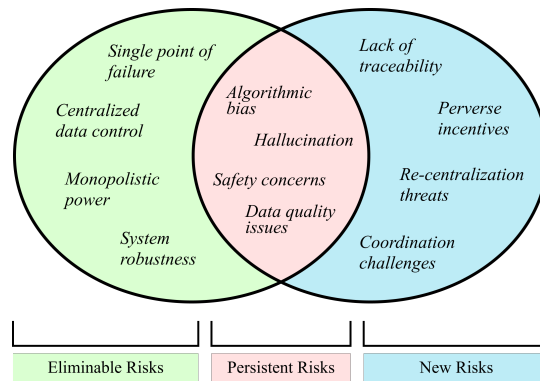 Single point of
failure
Centralized
data control
Monopolistic
power
System
robustness
Algorithmic
bias
Hallucination
Safety concerns
Data quality
issues
Lack of
traceability
Perverse
incentives
Re-centralization
threats
Coordination
challenges
Eliminable Risks
Persistent Risks
New Risks